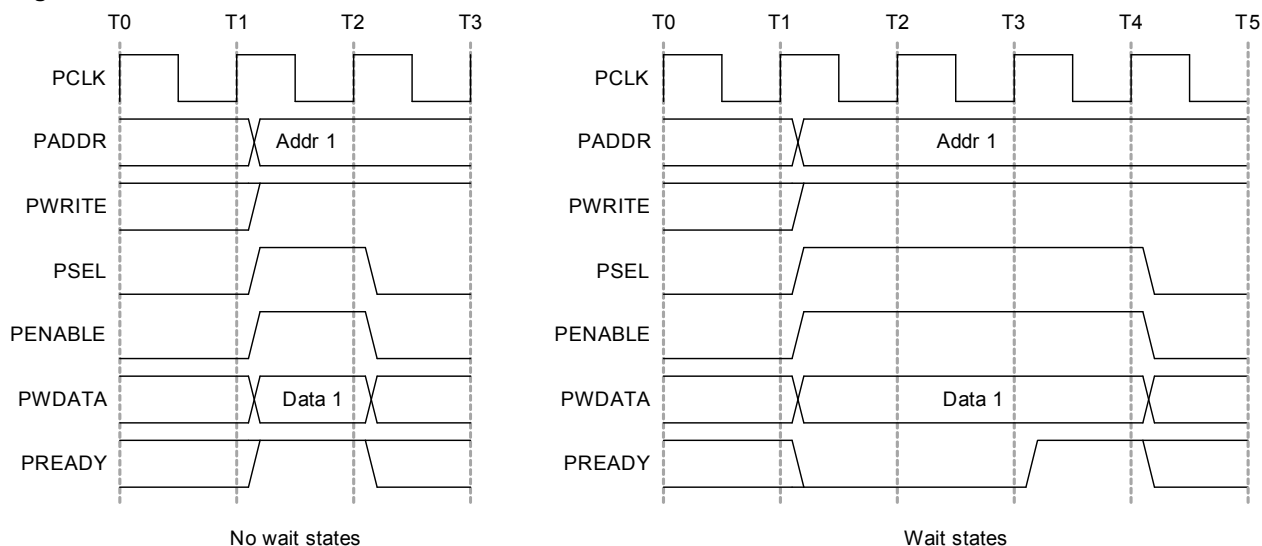 T0 T1 T2 T3
PCLK
PADDR Addr 1
PWRITE
PSEL
PENABLE
PWDATA Data 1
PREADY
No wait states
T0 T1 T2 T3 T4 T5
PCLK
PADDR Addr 1
PWRITE
PSEL
PENABLE
PWDATA Data 1
PREADY
Wait states